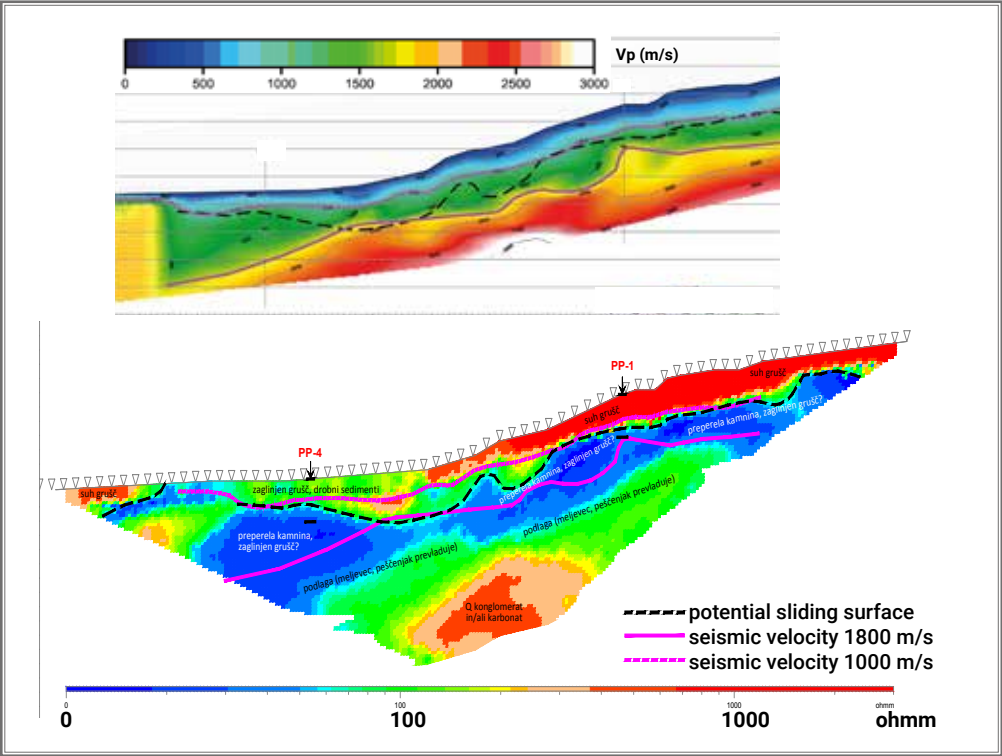 Vp (m/s)
0 500 1000 1500 2000 2500 3000
PP-1
suh grušč
suh grušč
preperela kamnina, zaglinjen grušč?
PP-4
preperela kamnina, zaglinjen grušč?
suh grušč
zaglinjen grušč, drobni sedimenti
podlaga (meljevec, peščenjak prevladuje)
preperela kamnina,
zaglinjen grušč?
podlaga (meljevec, peščenjak prevladuje)
Q konglomerat
in/ali karbonat
potential sliding surface
seismic velocity 1800 m/s
seismic velocity 1000 m/s
100 1000 ohmm
0 100 1000 ohmm